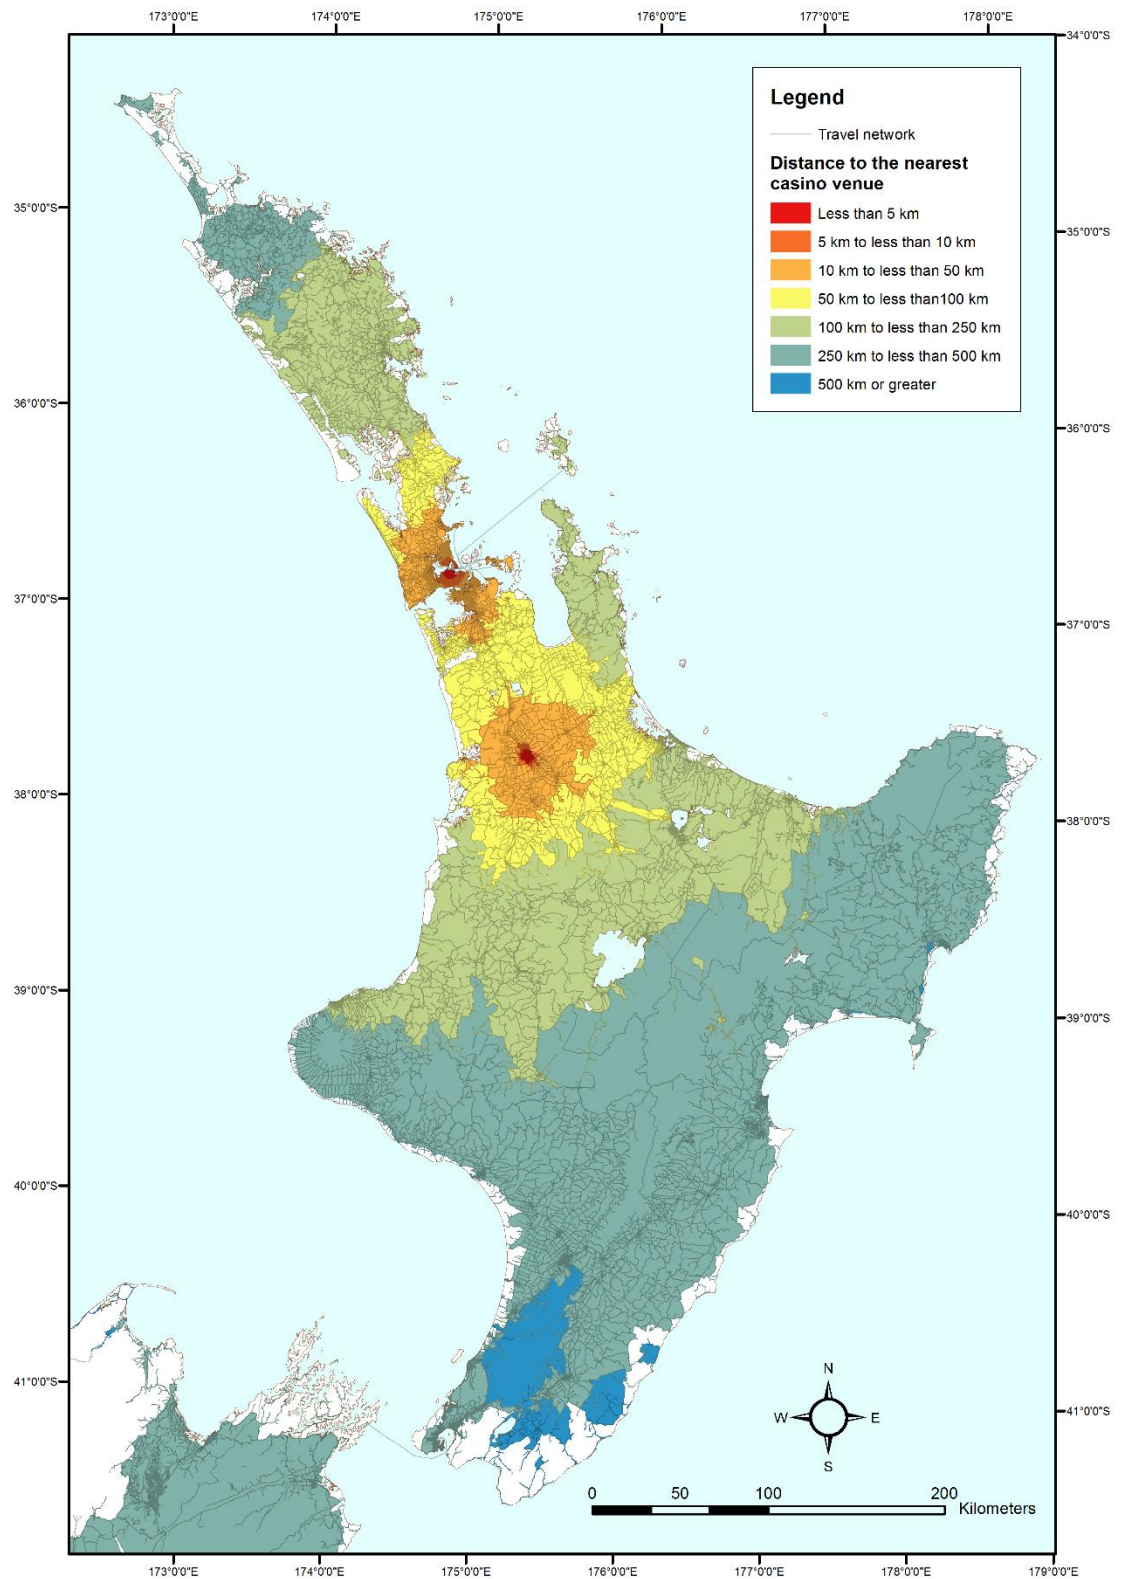 173°0'0"E 174°0'0"E 175°0'0"E 176°0'0"E 177°0'0"E 178°0'0"E
34°0'0"S
Legend
Travel network
Distance to the nearest
casino venue
Less than 5 km
5 km to less than 10 km
10 km to less than 50 km
50 km to less than100 km
100 km to less than 250 km
250 km to less than 500 km
500 km or greater
35°0'0"S
35°0'0"S
36°0'0"S
36°0'0"S
37°0'0"S
37°0'0"S
38°0'0"S
38°0'0"S
39°0'0"S
39°0'0"S
40°0'0"S
40°0'0"S
41°0'0"S
41°0'0"S
N
W E
S
0 50 100 200
Kilometers
173°0'0"E 174°0'0"E 175°0'0"E 176°0'0"E 177°0'0"E 178°0'0"E 179°0'0"E